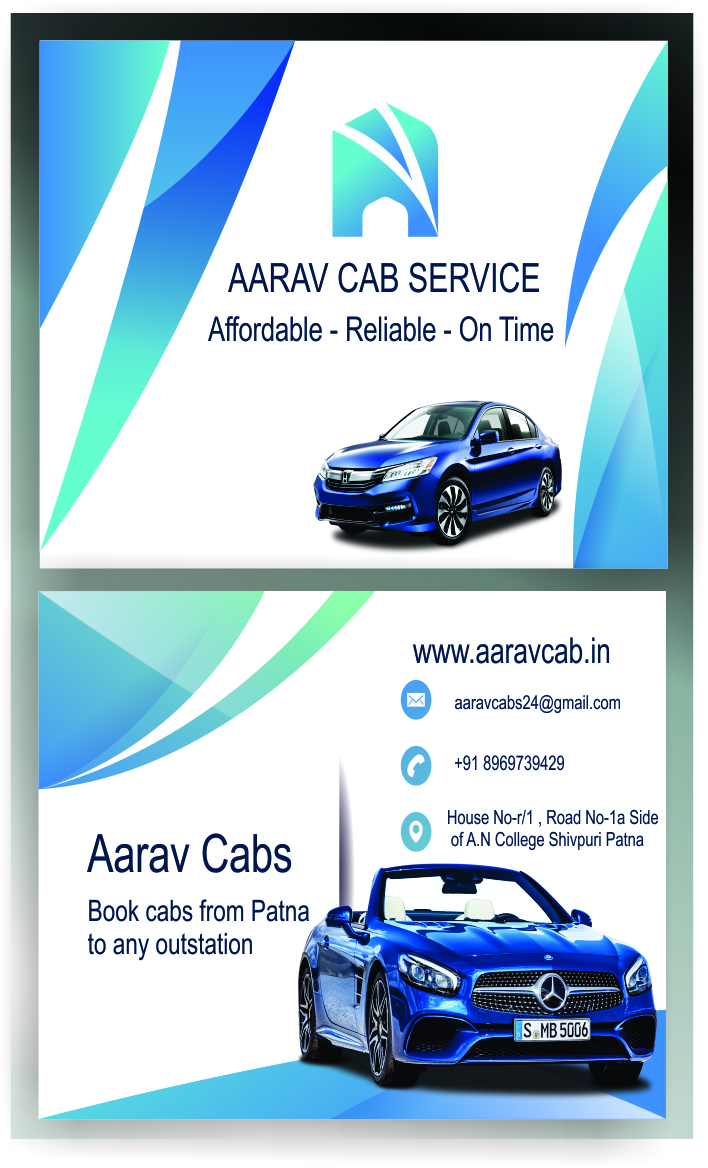 AARAV CAB SERVICE
Affordable - Reliable - On Time
www.aaravcab.in
aaravcabs24@gmail.com
+91 8969739429
House No-r/1 , Road No-1a Side
of A.N College Shivpuri Patna
Aarav Cabs
Book cabs from Patna
to any outstation
S MB 5006